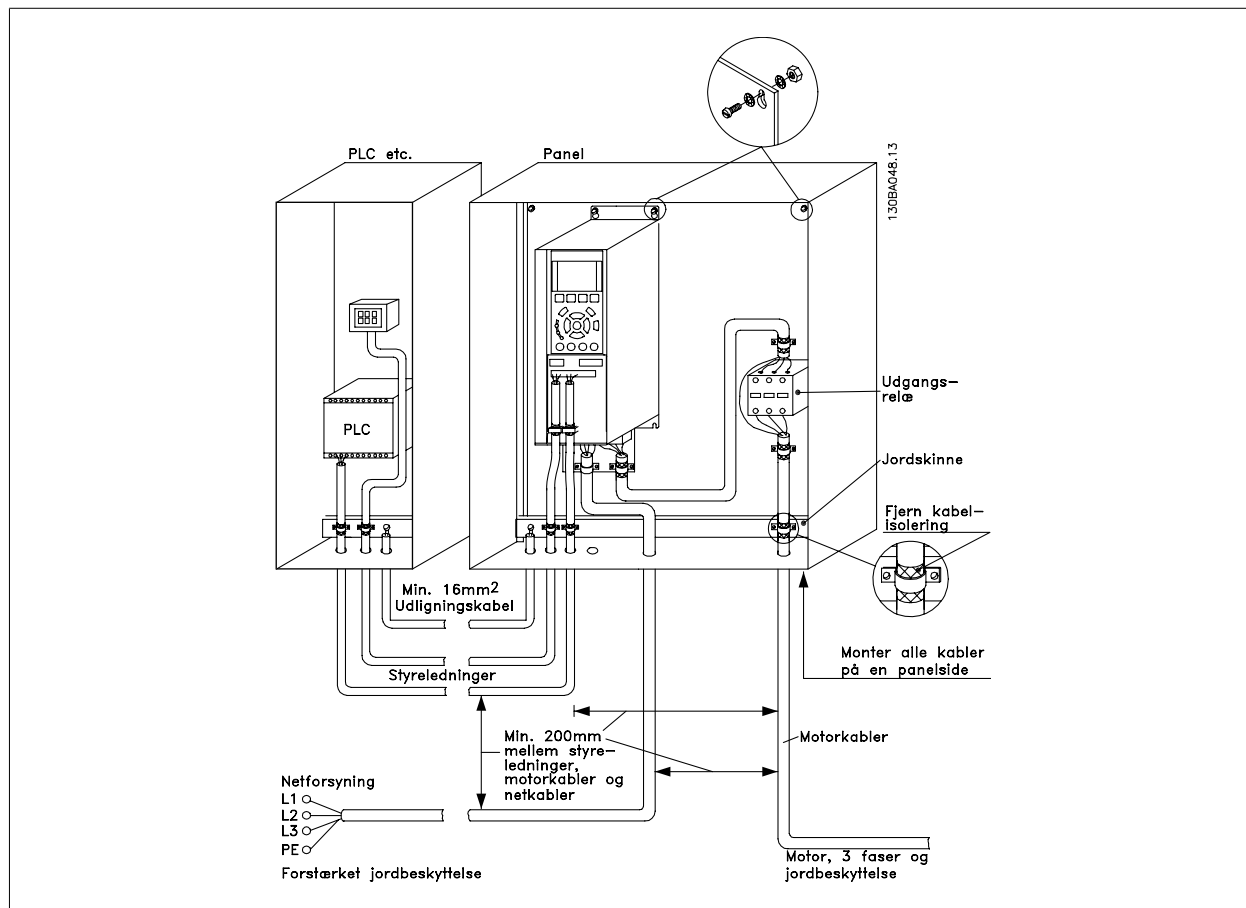 PLC etc.
Panel
130BA048.13
PLC
Udgangs-
relæ
Jordskinne
Fjern kabel-
isolering
Min. 16mm2
Udligningskabel
Monter alle kabler
på en panelside
Styreledninger
Min. 200mm
mellem styre-
ledninger,
motorkabler og
netkabler
Motorkabler
Netforsyning
L1
L2
L3
PE
Forstærket jordbeskyttelse
Motor, 3 faser og
jordbeskyttelse